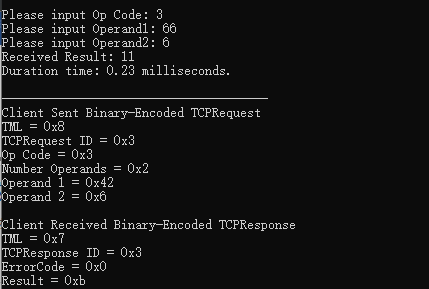 Please input Op Code: 3
Please input Operand1: 66
Please input Operand2: 6
Received Result: 11
Duration time: 0.23 milliseconds.
______________________________________
Client Sent Binary-Encoded TCPRequest
TML = 0x8
TCPRequest ID = 0x3
Op Code = 0x3
Number Operands = 0x2
Operand 1 = 0x42
Operand 2 = 0x6
Client Received Binary-Encoded TCPResponse
TML = 0x7
TCPResponse ID = 0x3
ErrorCode = 0x0
Result = 0xb